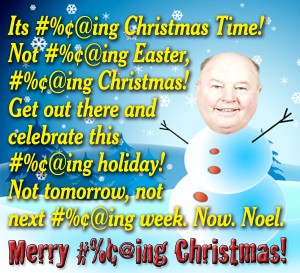 Its #%¢@ing Christmas Time!
Not #%¢@ing Easter,
#%¢@ing Christmas!
Get out there and
celebrate this
#%¢@ing holiday!
Not tomorrow, not
next #%¢@ing week. Now. Noel.
Merry #%¢@ing Christmas!